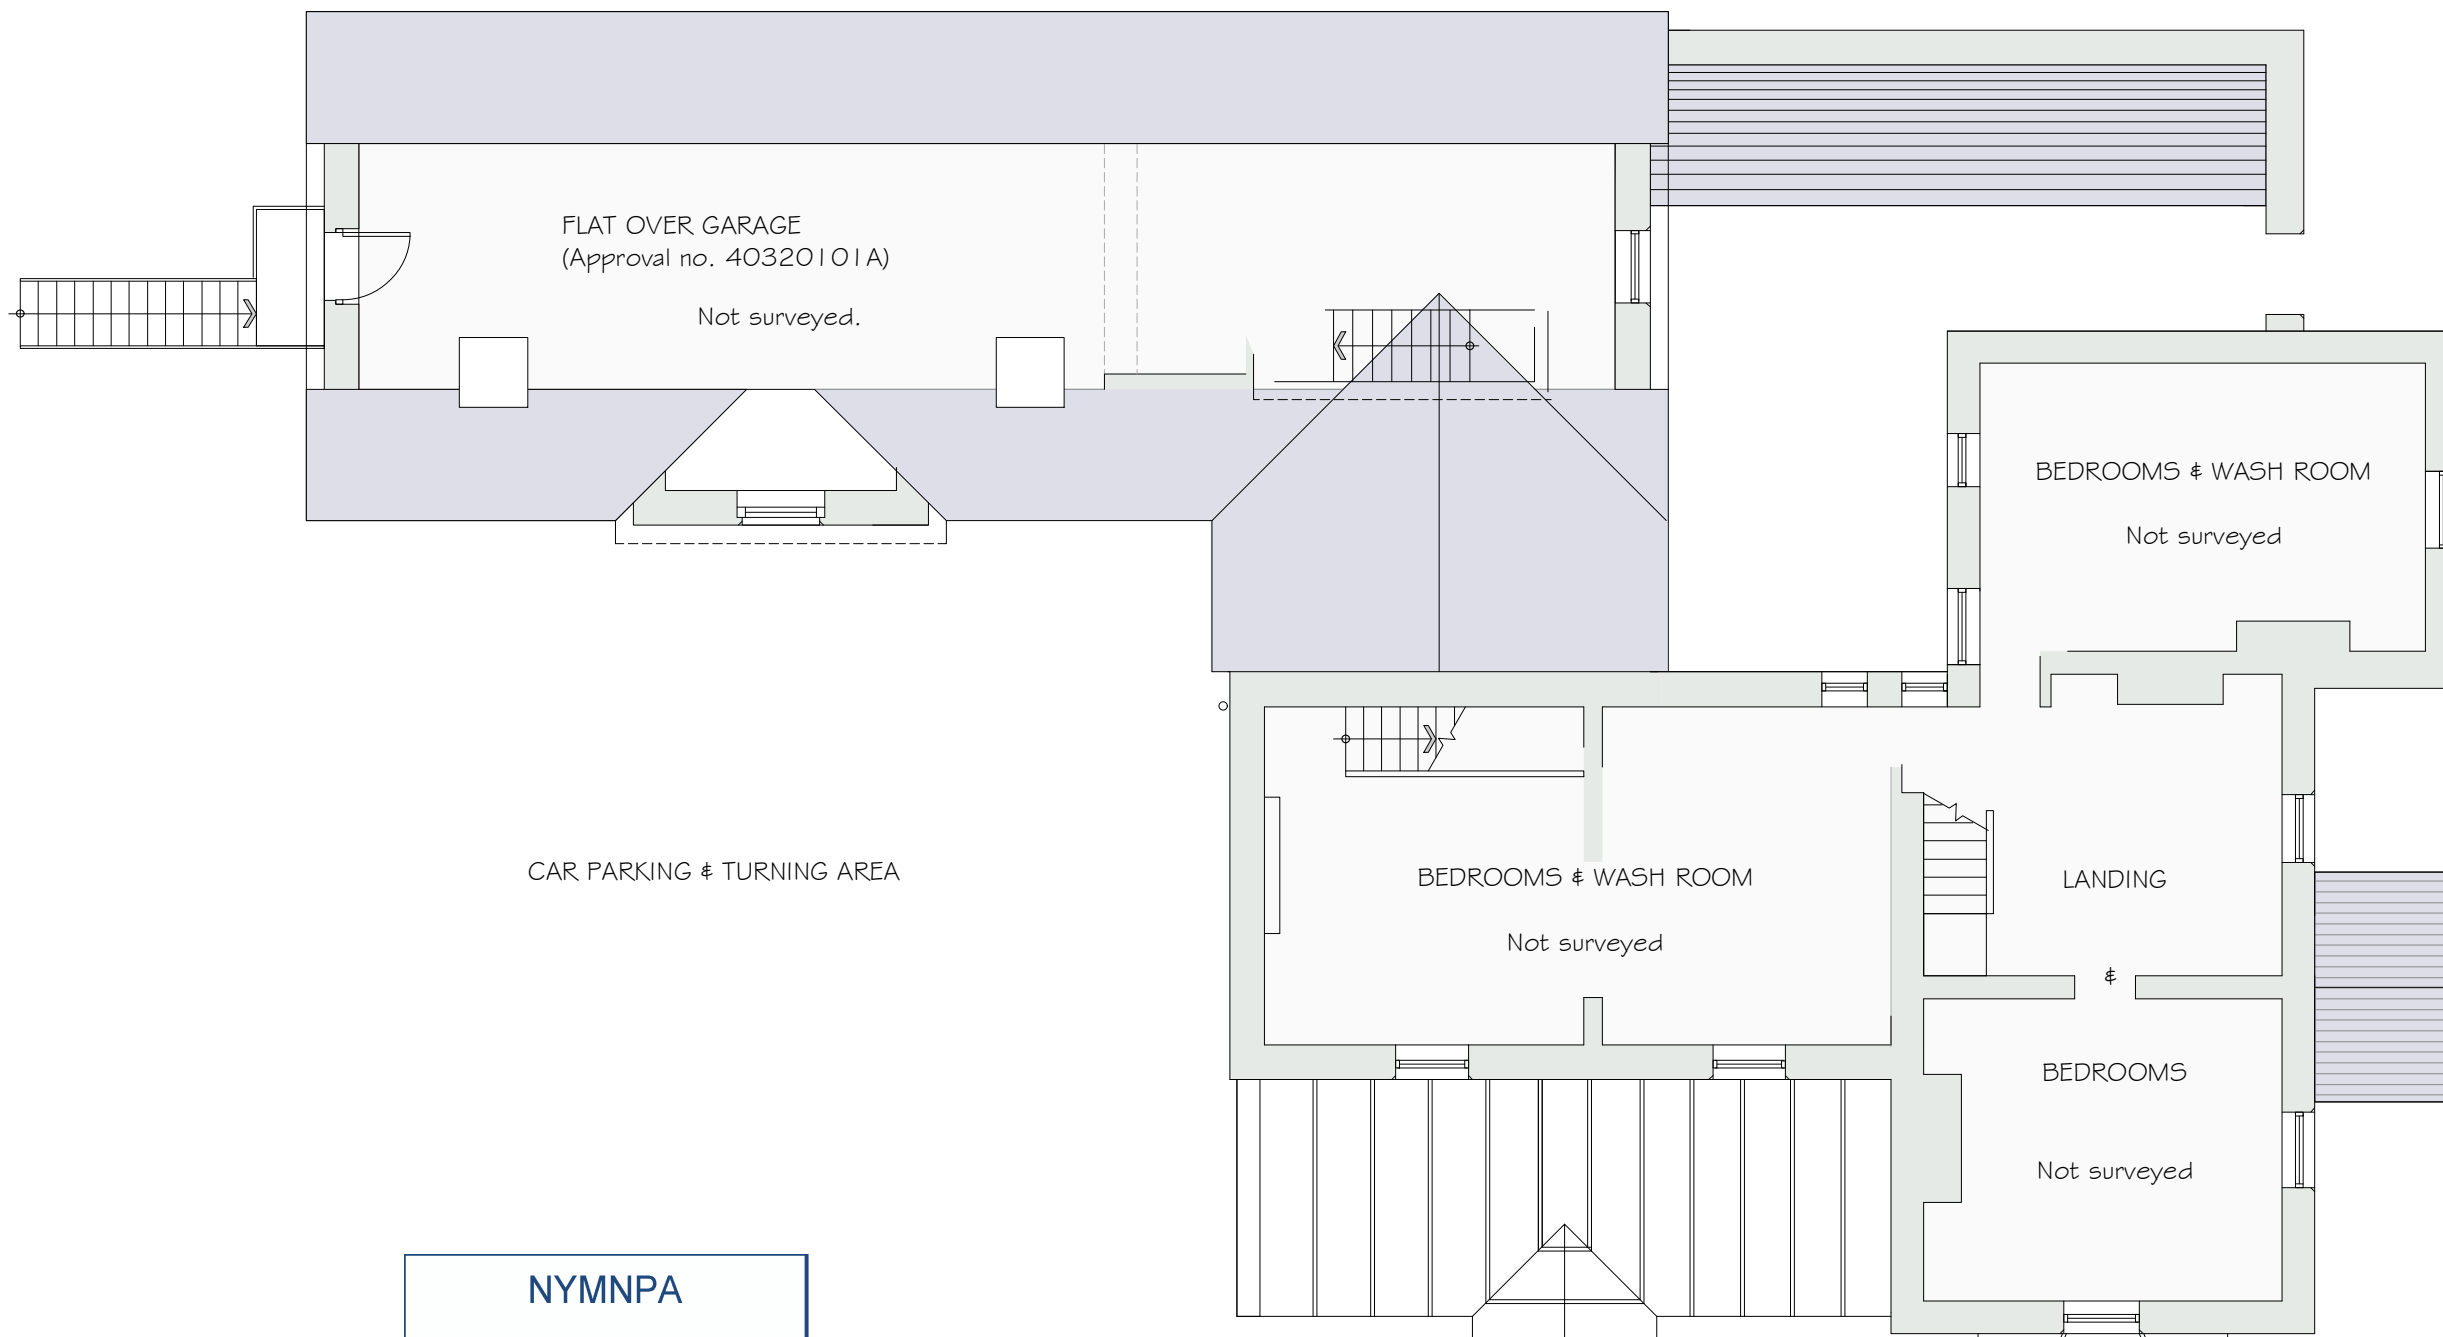 FLAT OVER GARAGE
(Approval no. 40320101A)
Not surveyed.
BEDROOMS & WASH ROOM
Not surveyed
CAR PARKING & TURNING AREA
BEDROOMS & WASH ROOM
Not surveyed
LANDING
&
BEDROOMS
Not surveyed
NYMNPA